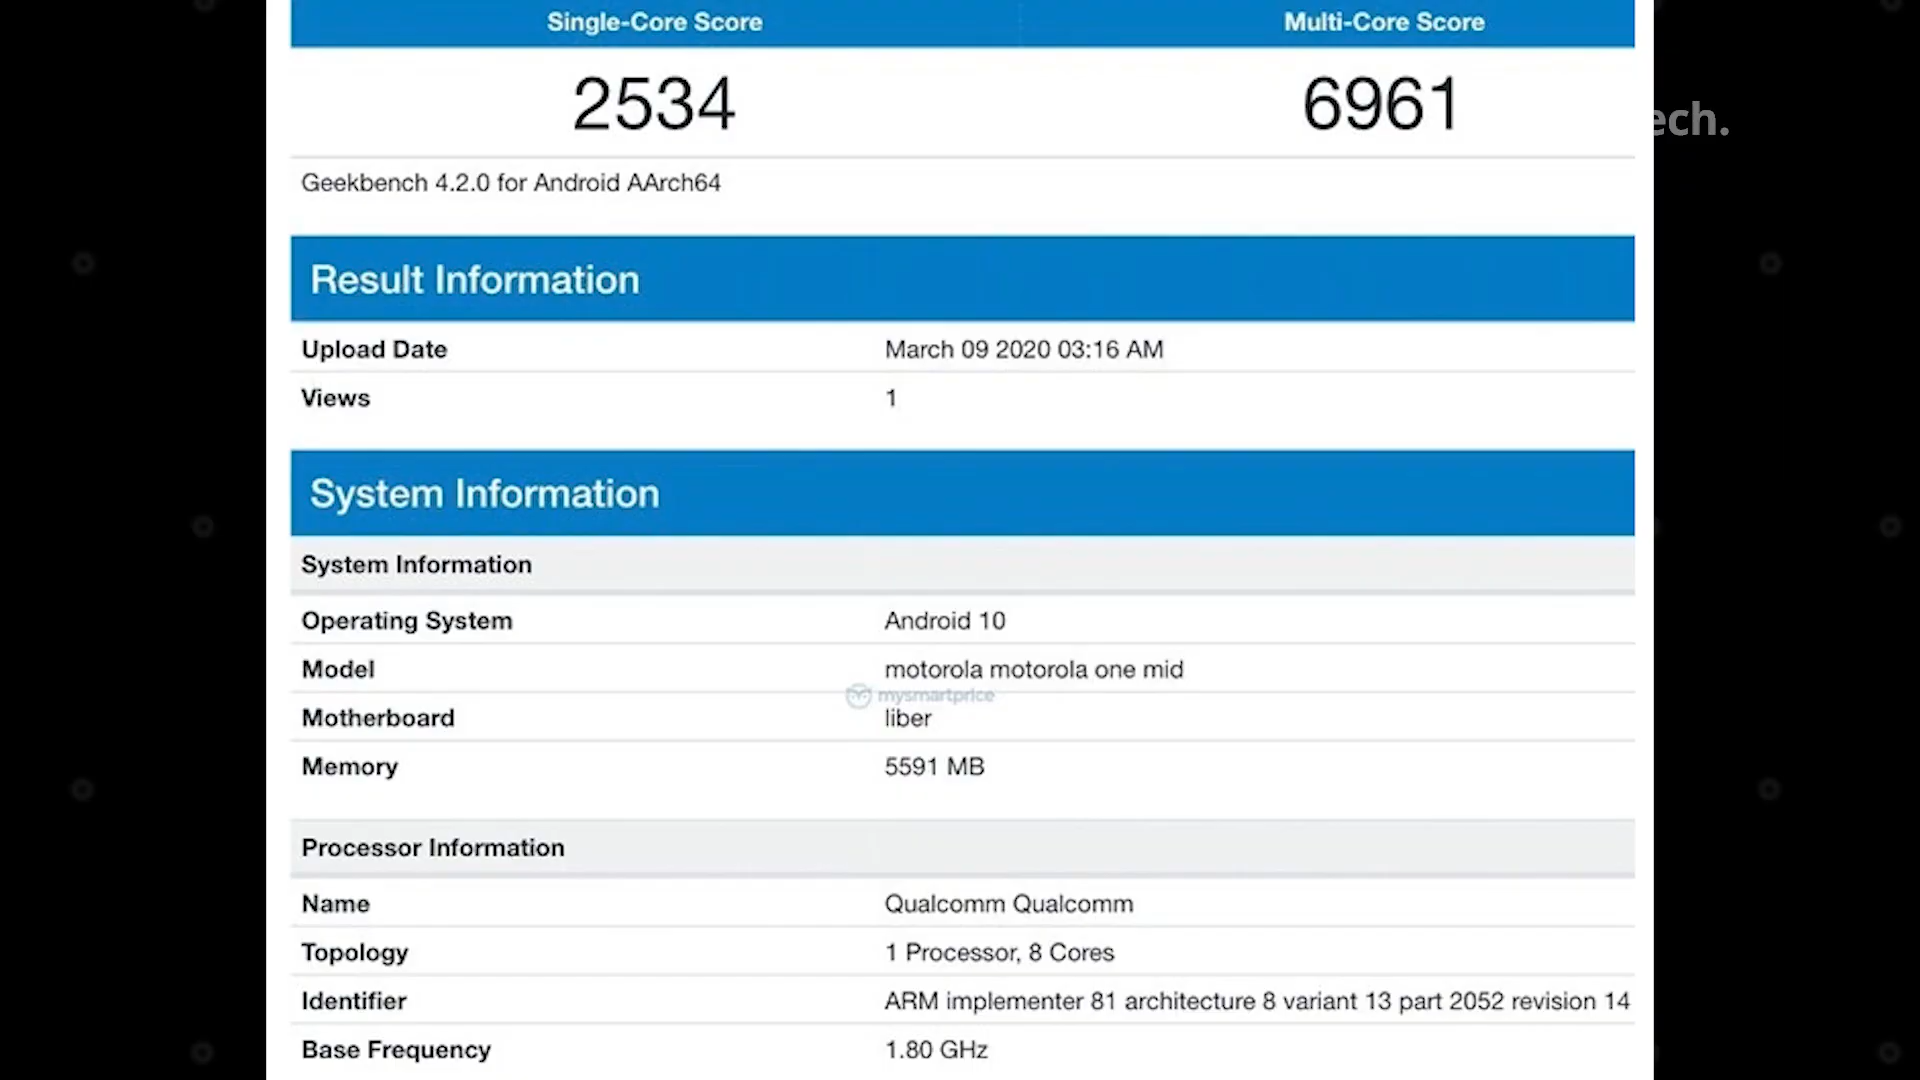 Single-Core Score Multi-Core Score
2534 6961
ech.
Geekbench 4.2.0 for Android AArch64
Result Information
Upload Date March 09 2020 03:16 AM
Views 1
System Information
System Information
Operating System Android 10
Model motorola motorola one mid
mysmartprice
Motherboard liber
Memory 5591 MB
Processor Information
Name Qualcomm Qualcomm
Topology 1 Processor, 8 Cores
Identifier ARM implementer 81 architecture 8 variant 13 part 2052 revision 14
Base Frequency 1.80 GHz